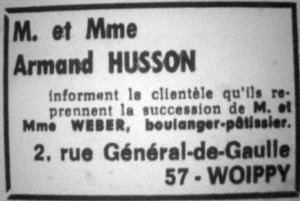 M. et Mme
Armand HUSSON
informent la clientèle qu'ils re-
prennent la succession de M. et
Mme WEBER, boulanger-pâtissier.
2, rue Général-de-Gaulle
57 - WOIPPY